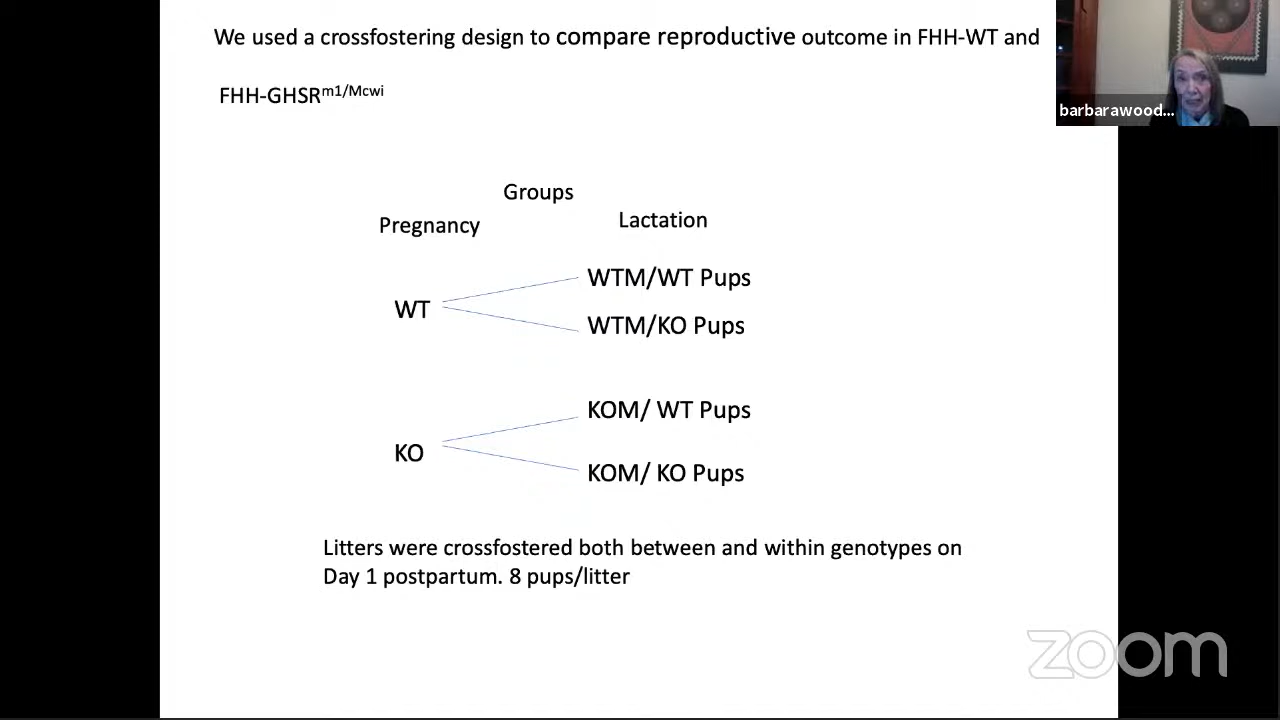 We used a crossfostering design to compare reproductive outcome in FHH-WT and
FHH-GHSRm1/Mcwi
barbarawood...
Groups
Pregnancy
Lactation
WTM/WT Pups
WT
WTM/KO Pups
KOM/ WT Pups
KO
KOM/ KO Pups
Litters were crossfostered both between and within genotypes on
Day 1 postpartum. 8 pups/litter
zoom